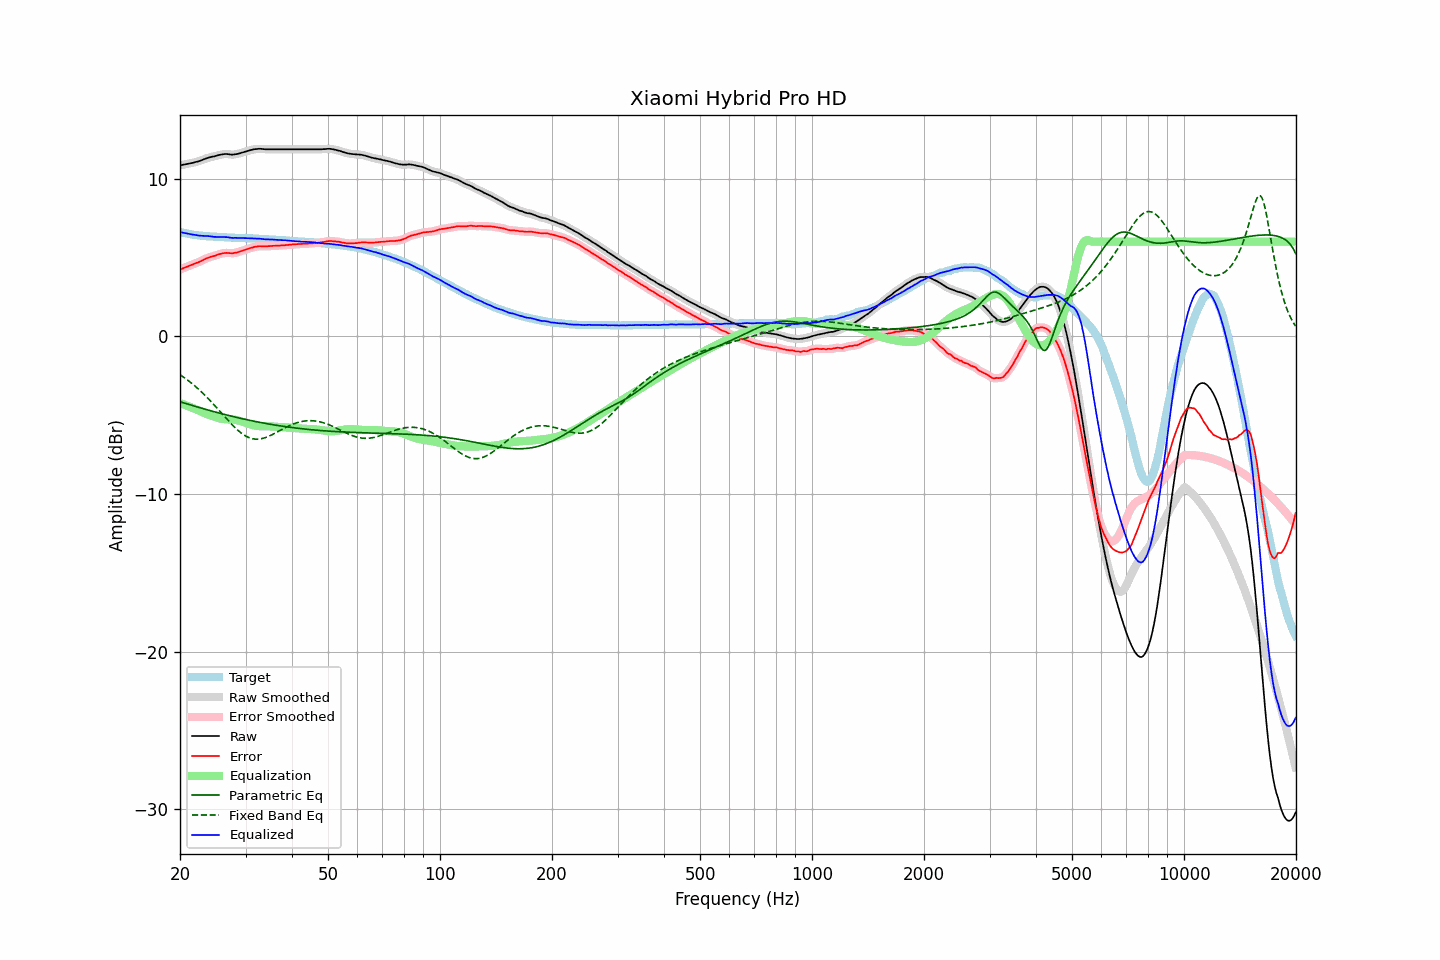 Xiaomi Hybrid Pro HD
Amplitude (dBr)
10
0
−10
−20
−30
Target
Raw Smoothed
Error Smoothed
Raw
Error
Equalization
Parametric Eq
Fixed Band Eq
Equalized
20 50 100 200 500 1000 2000 5000 10000 20000
Frequency (Hz)